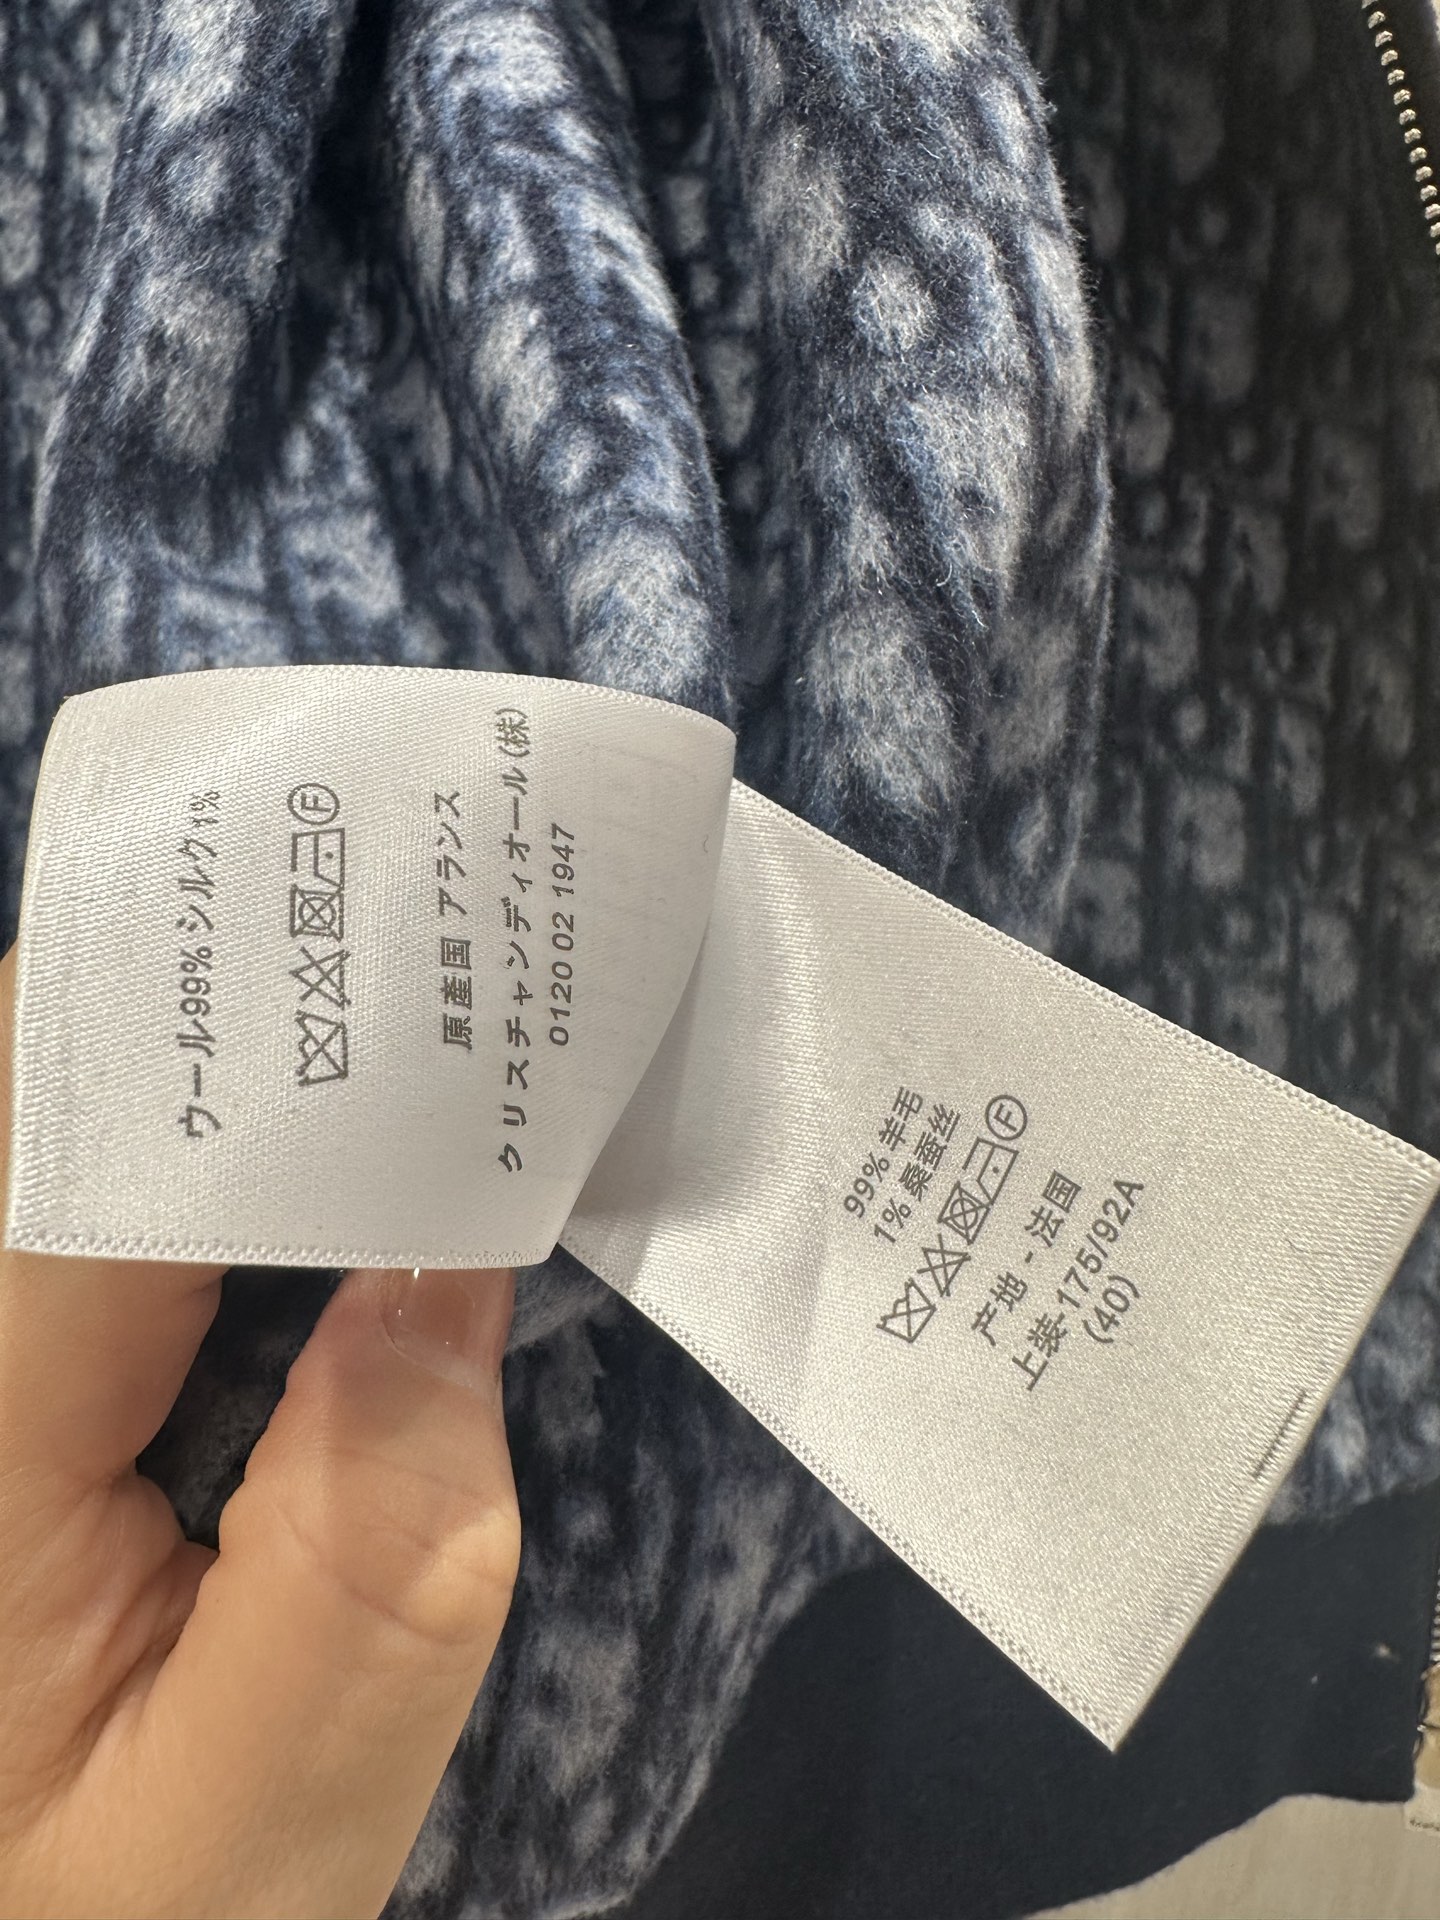 ウール99% シルク1%
F
原産国 アランス
クリスチャンディオール(株)
0120 02 1947
99% 羊毛
1% 桑蚕丝
F
产地 - 法国
上装-175/92A
(40)